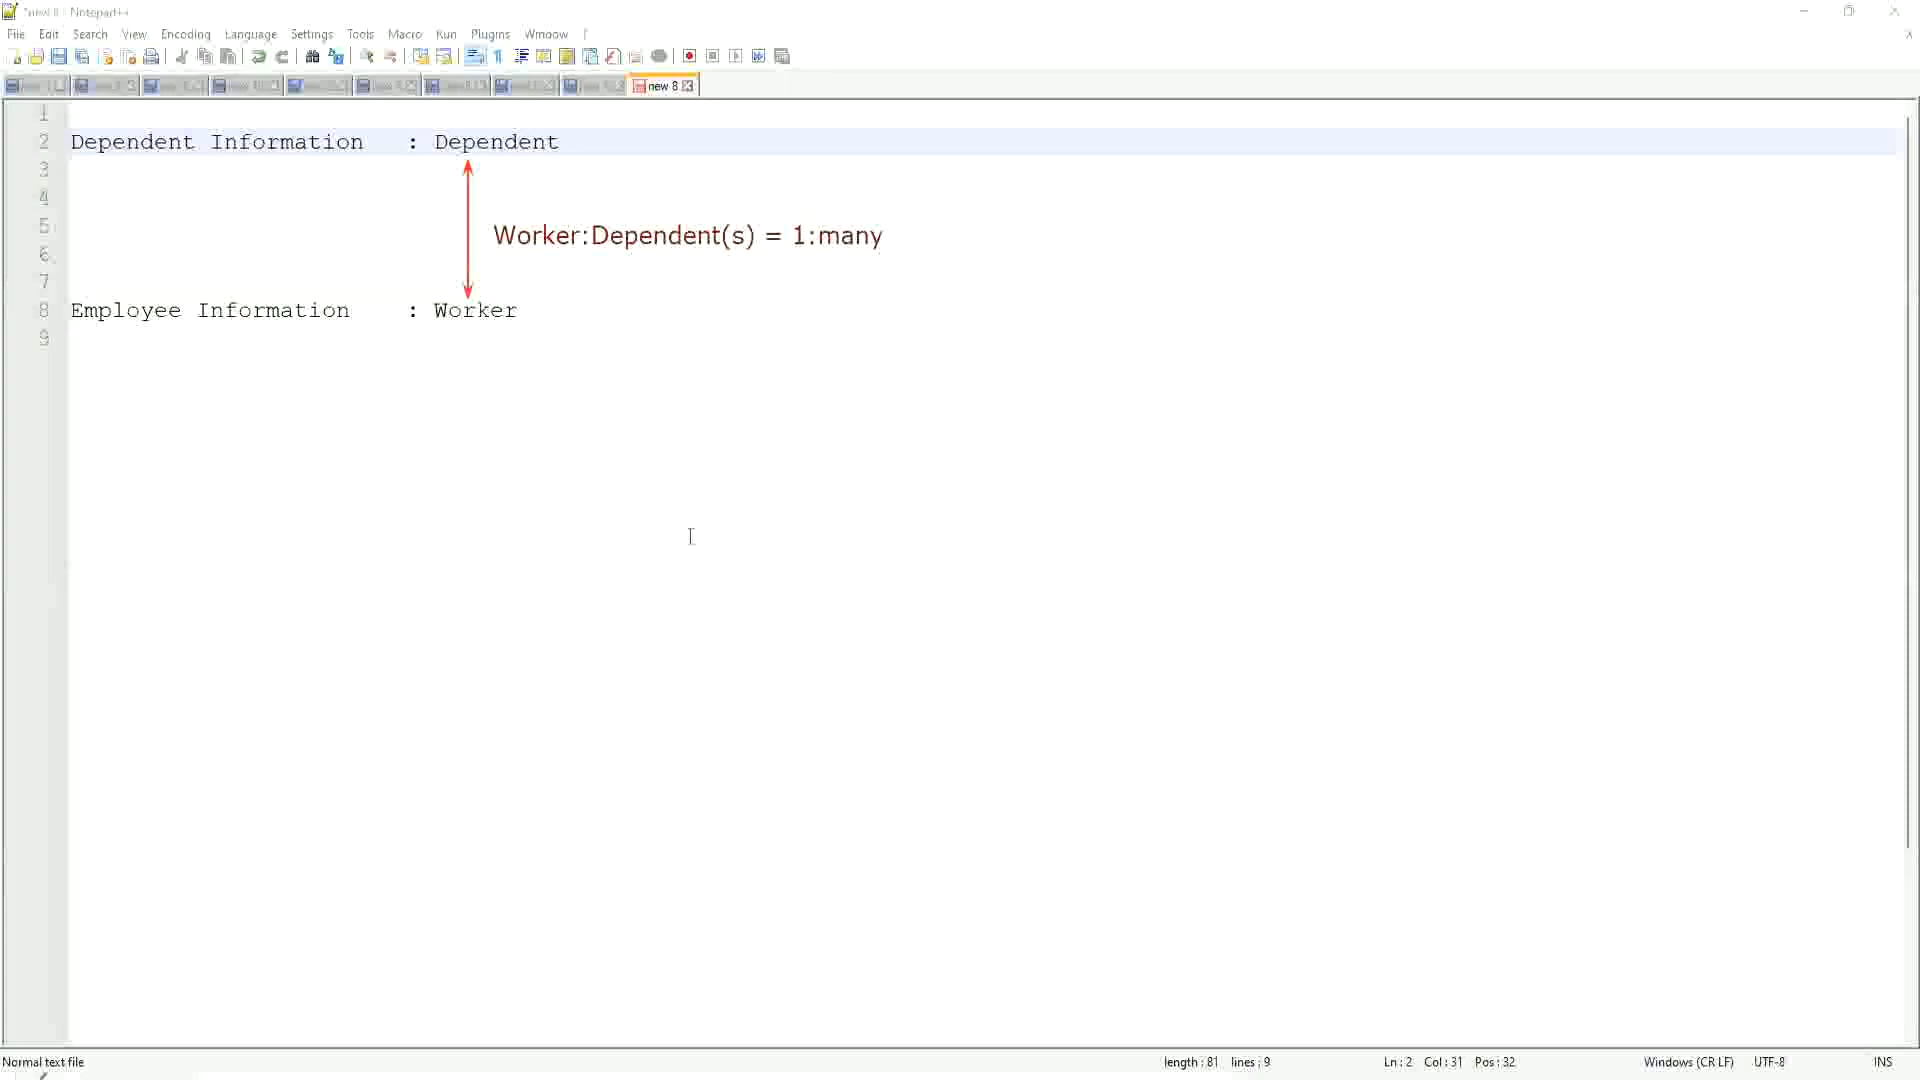 *new 8 - Notepad++
File Edit Search View Encoding Language Settings Tools Macro Run Plugins Window
new 8
1
2 Dependent Information : Dependent
3
4
5 Worker:Dependent(s) = 1:many
6
7
8 Employee Information : Worker
9
Normal text file length : 81 lines : 9 Ln : 2 Col : 31 Pos : 32 Windows (CR LF) UTF-8 INS